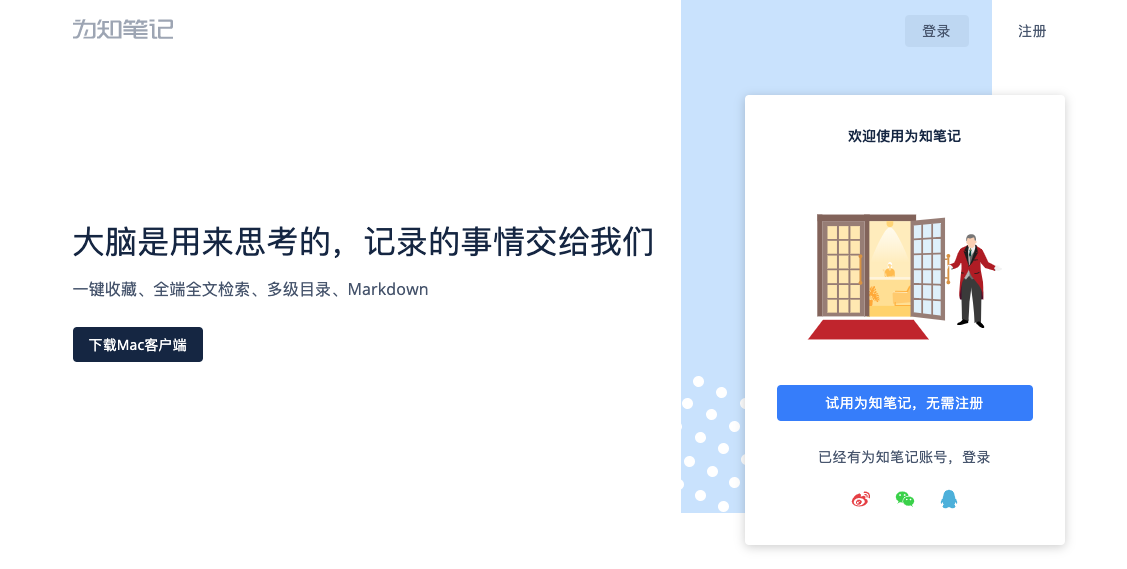 为知笔记
登录
注册
欢迎使用为知笔记
大脑是用来思考的，记录的事情交给我们
一键收藏、全端全文检索、多级目录、Markdown
下载Mac客户端
试用为知笔记，无需注册
已经有为知笔记账号，登录